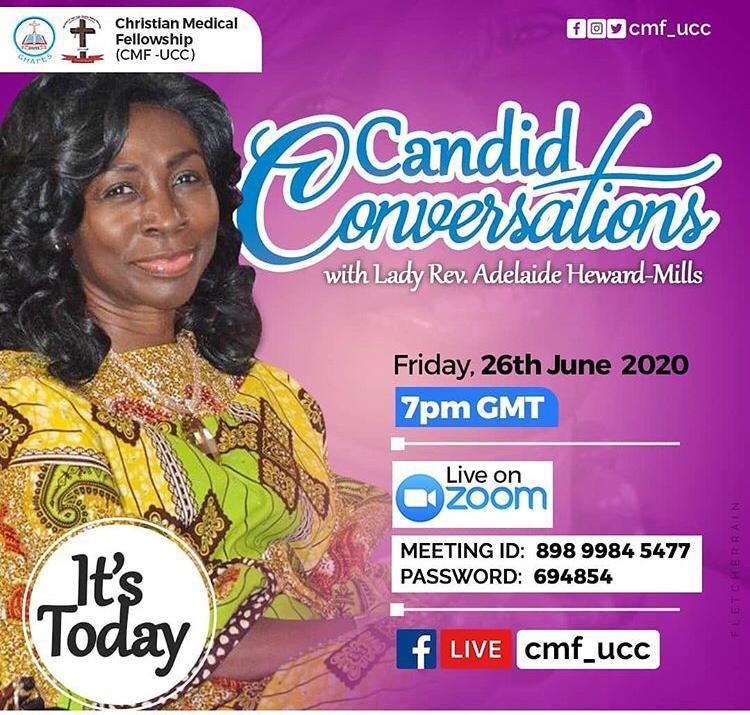 GHAFES
Christian Medical
Fellowship
(CMF -UCC)
cmf_ucc
Candid
Conversations
with Lady Rev. Adelaide Heward-Mills
Friday, 26th June 2020
7pm GMT
Live on
zoom
MEETING ID: 898 9984 5477
PASSWORD: 694854
It's
Today
LIVE cmf_ucc
FLETCHERRAIN